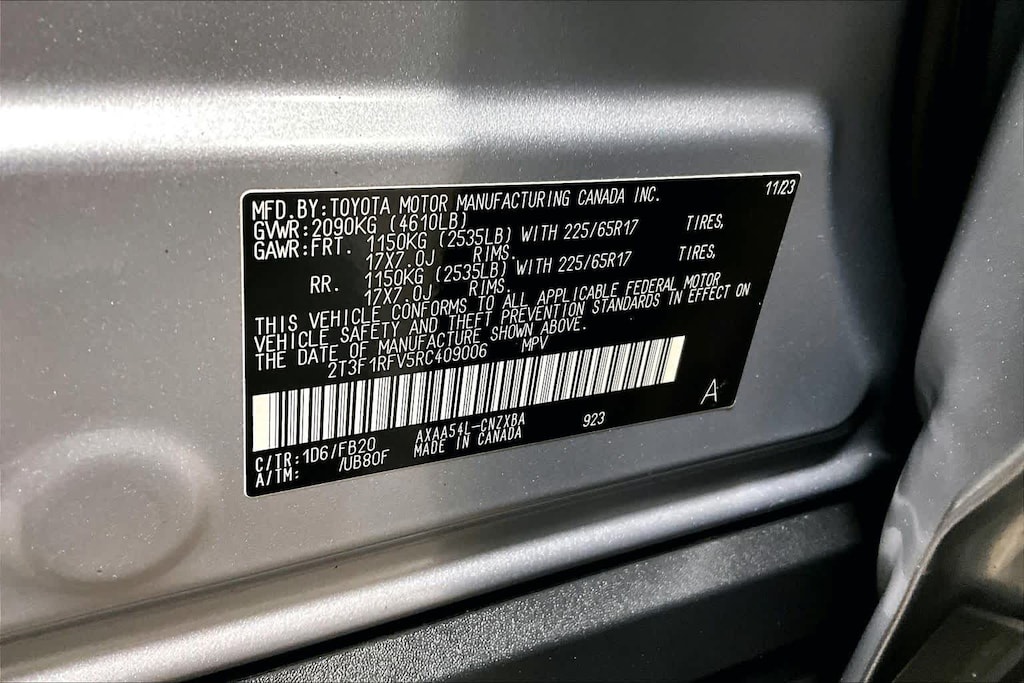 11/23
MFD.BY:TOYOTA MOTOR MANUFACTURING CANADA INC.
GVWR:2090KG (4610LB)
GAWR:FRT. 1150KG (2535LB) WITH 225/65R17 TIRES,
17X7.0J RIMS.
RR. 1150KG (2535LB) WITH 225/65R17 TIRES,
17X7.0J RIMS.
THIS VEHICLE CONFORMS TO ALL APPLICABLE FEDERAL MOTOR
VEHICLE SAFETY AND THEFT PREVENTION STANDARDS IN EFFECT ON
THE DATE OF MANUFACTURE SHOWN ABOVE.
2T3F1RFV5RC409006 MPV
A
C/TR:1D6/FB20 AXAA54L-CNZXBA 923
A/TM: /UB80F MADE IN CANADA